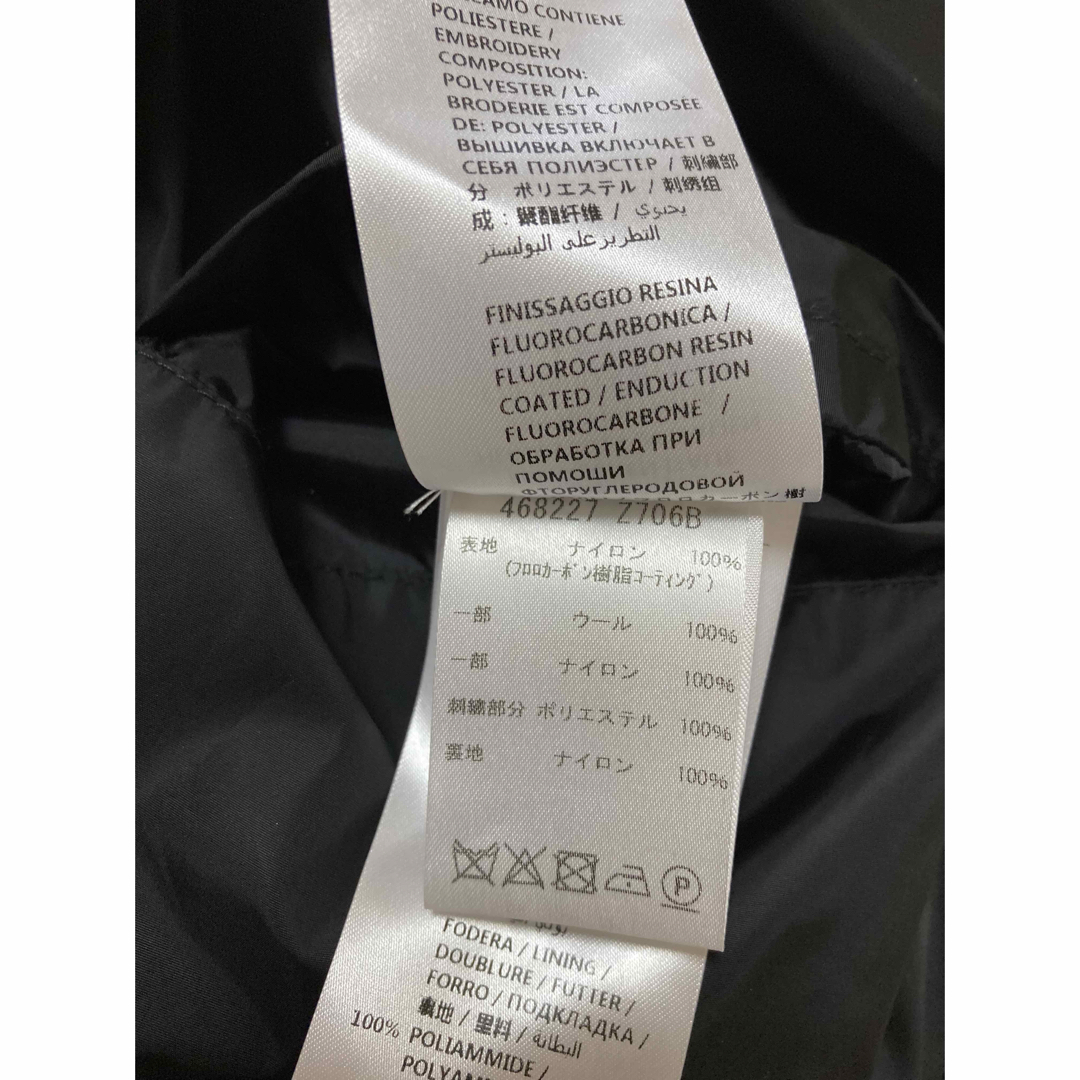 CONTIENE
POLIESTERE /
EMBROIDERY
COMPOSITION:
POLYESTER / LA
BRODERIE EST COMPOSEE
DE: POLYESTER /
ВЫШИВКА ВКЛЮЧАЕТ В
СЕБЯ ПОЛИЭСТЕР / 刺繍部
分 ポリエステル / 刺绣组
成：聚酯纤维 / يحتوي
التطريز على البوليستر
FINISSAGGIO RESINA
FLUOROCARBONICA /
FLUOROCARBON RESIN
COATED / ENDUCTION
FLUOROCARBONE /
ОБРАБОТКА ПРИ
ПОМОШИ
ФТОРУГЛЕРОДОВОЙ
カーボン樹
468227 Z706B
表地 ナイロン 100%
(フロロカーボン樹脂コーティング)
一部 ウール 100%
一部 ナイロン 100%
刺繍部分 ポリエステル 100%
裏地 ナイロン 100%
P
FODERA / LINING /
DOUBLURE / FUTTER /
FORRO / ПОДКЛАДКА /
裏地 / 里料 / البطانة
100% POLIAMMIDE /